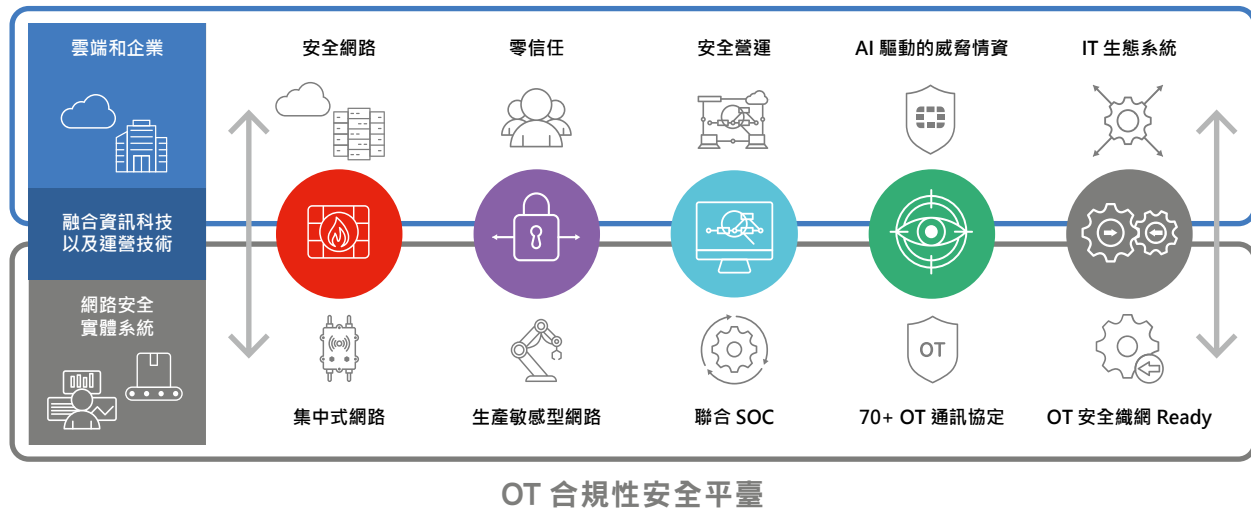 雲端和企業
安全網路
零信任
安全營運
AI 驅動的威脅情資
IT 生態系統
融合資訊科技
以及運營技術
網路安全
實體系統
OT
集中式網路
生產敏感型網路
聯合 SOC
70+ OT 通訊協定
OT 安全織網 Ready
OT 合規性安全平臺